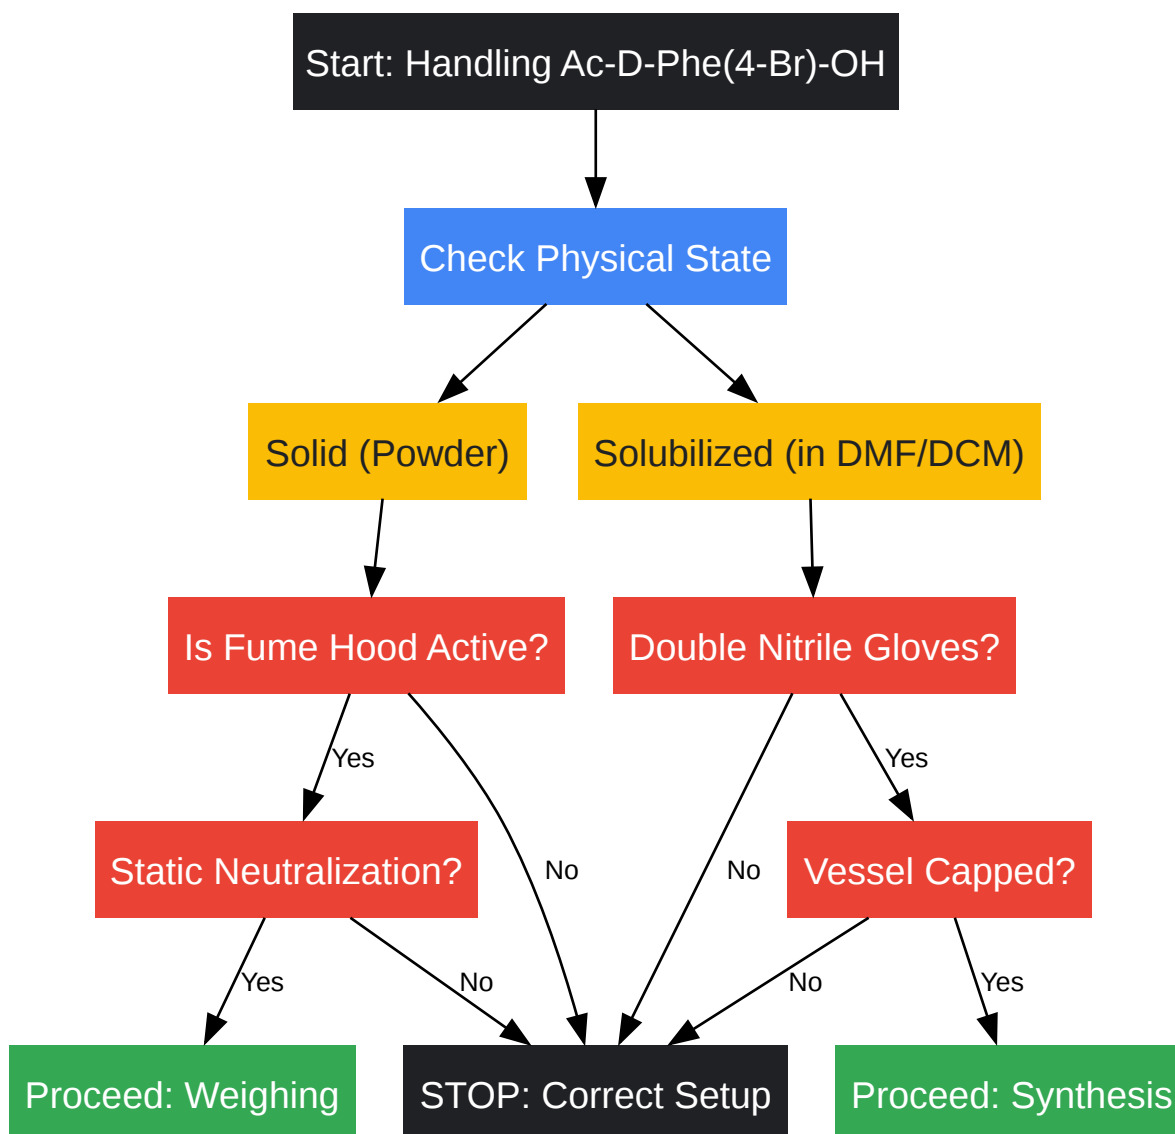 Start: Handling Ac-D-Phe(4-Br)-OH
Check Physical State
Solid (Powder)
Solubilized (in DMF/DCM)
Is Fume Hood Active?
Double Nitrile Gloves?
Yes
Yes
Static Neutralization?
No
No
Vessel Capped?
Yes
No
No
Yes
Proceed: Weighing
STOP: Correct Setup
Proceed: Synthesis